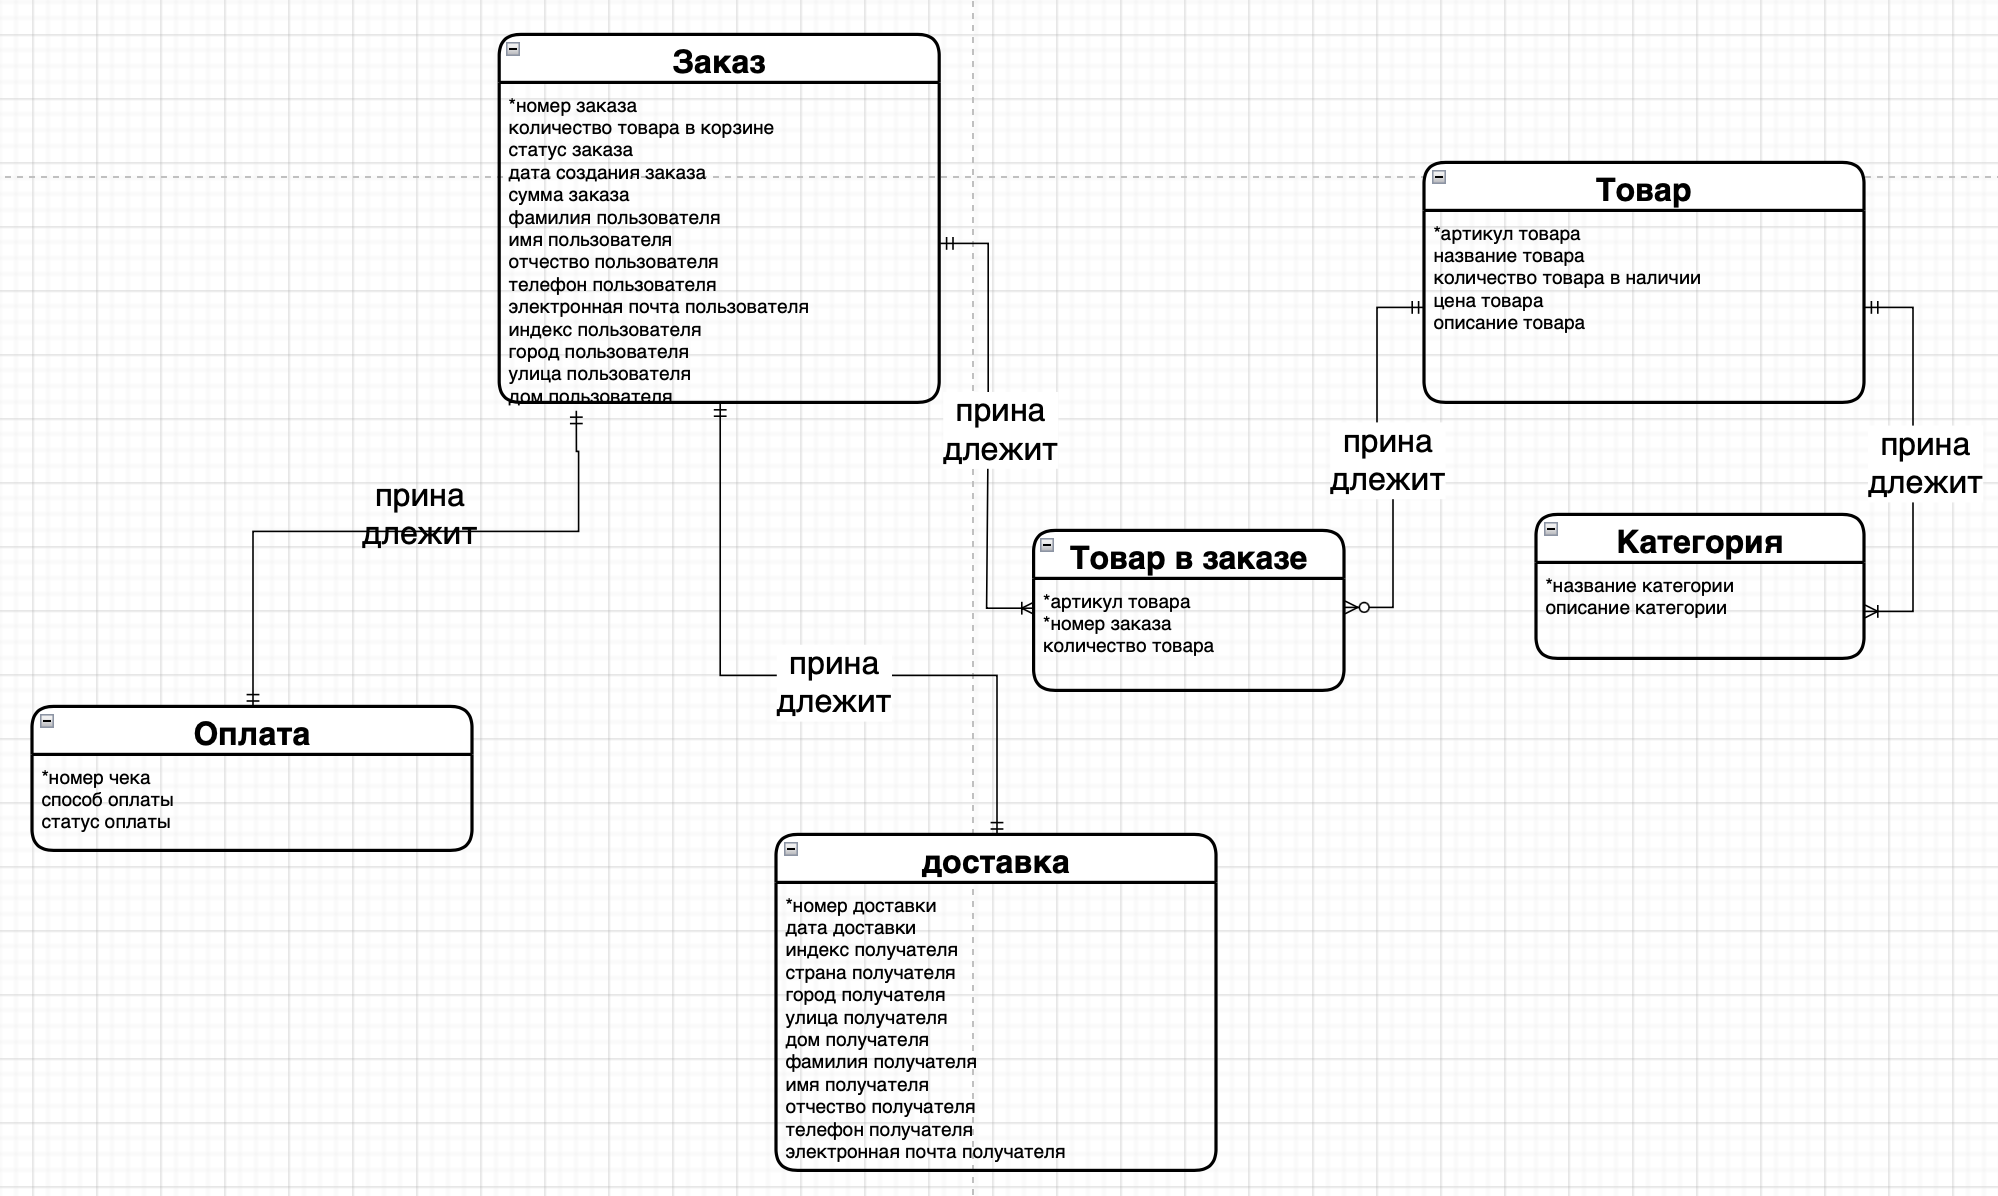 Заказ
*номер заказа
количество товара в корзине
статус заказа
дата создания заказа
сумма заказа
фамилия пользователя
имя пользователя
отчество пользователя
телефон пользователя
электронная почта пользователя
индекс пользователя
город пользователя
улица пользователя
дом пользователя
Товар
*артикул товара
название товара
количество товара в наличии
цена товара
описание товара
прина
длежит
прина
длежит
прина
длежит
прина
длежит
Товар в заказе
*артикул товара
*номер заказа
количество товара
Категория
*название категории
описание категории
прина
длежит
Оплата
*номер чека
способ оплаты
статус оплаты
доставка
*номер доставки
дата доставки
индекс получателя
страна получателя
город получателя
улица получателя
дом получателя
фамилия получателя
имя получателя
отчество получателя
телефон получателя
электронная почта получателя